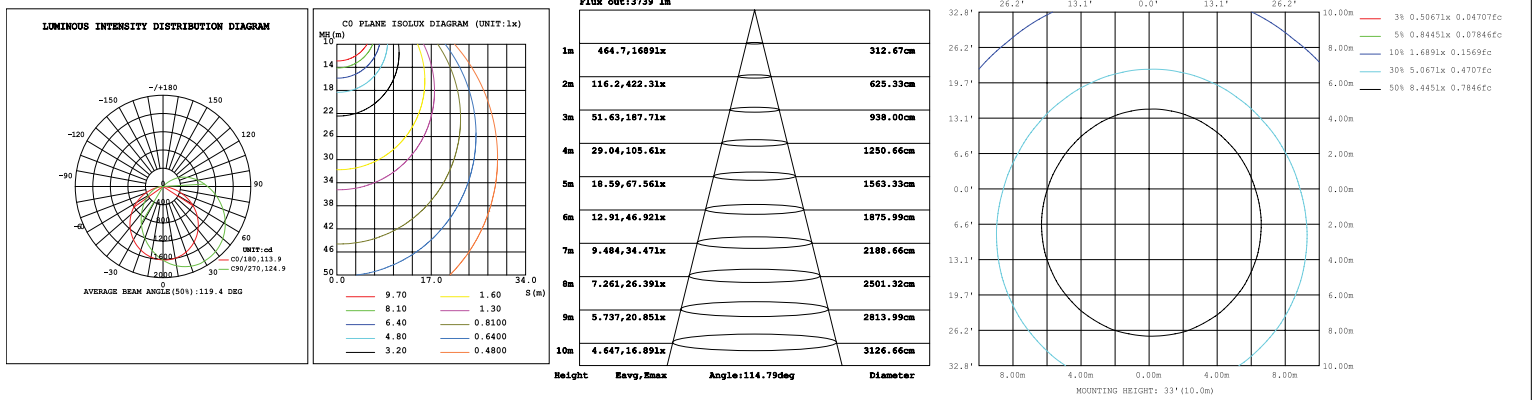 LUMINOUS INTENSITY DISTRIBUTION DIAGRAM
-/+180
-150 150
-120 120
-90 90
-60 60
-30 30
0
0
400
800
1200
1600
2000
UNIT:cd
C0/180,113.9
C90/270,124.9
AVERAGE BEAM ANGLE(50%):119.4 DEG
C0 PLANE ISOLUX DIAGRAM (UNIT:lx)
MH(m)
10
14
18
22
26
30
34
38
42
46
50
0.0 17.0 34.0
S(m)
9.70 1.60
8.10 1.30
6.40 0.8100
4.80 0.6400
3.20 0.4800
Flux out:3739 lm
1m 464.7,1689lx 312.67cm
2m 116.2,422.3lx 625.33cm
3m 51.63,187.7lx 938.00cm
4m 29.04,105.6lx 1250.66cm
5m 18.59,67.56lx 1563.33cm
6m 12.91,46.92lx 1875.99cm
7m 9.484,34.47lx 2188.66cm
8m 7.261,26.39lx 2501.32cm
9m 5.737,20.85lx 2813.99cm
10m 4.647,16.89lx 3126.66cm
Height Eavg,Emax Angle:114.79deg Diameter
26.2' 13.1' 0.0' 13.1' 26.2'
32.8' 10.00m
26.2' 8.00m
19.7' 6.00m
13.1' 4.00m
6.6' 2.00m
0.0' 0.00m
6.6' 2.00m
13.1' 4.00m
19.7' 6.00m
26.2' 8.00m
32.8' 10.00m
8.00m 4.00m 0.00m 4.00m 8.00m
MOUNTING HEIGHT: 33'(10.0m)
3% 0.5067lx 0.04707fc
5% 0.8445lx 0.07846fc
10% 1.689lx 0.1569fc
30% 5.067lx 0.4707fc
50% 8.445lx 0.7846fc